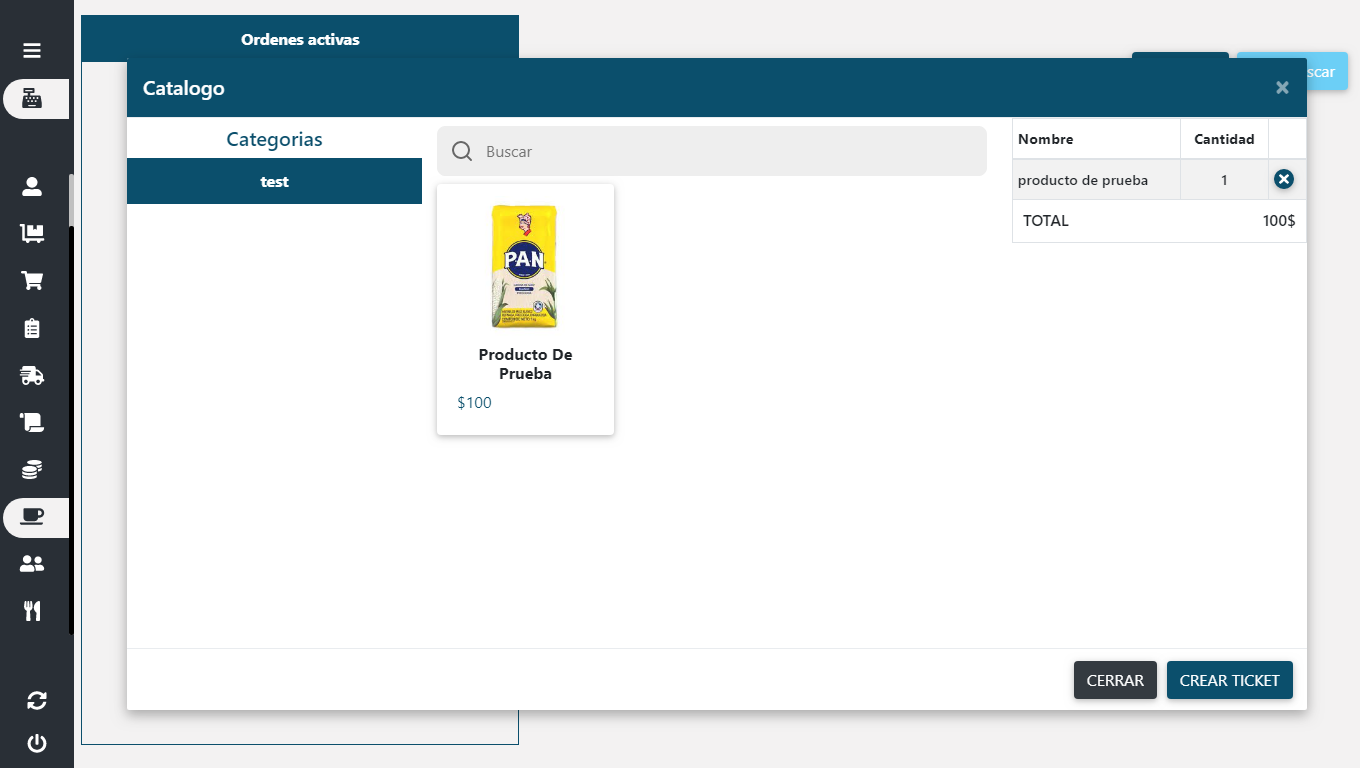 Ordenes activas
scar
Catalogo
Categorias
test
Buscar
PAN
Producto De
Prueba
$100
Nombre Cantidad
producto de prueba 1
TOTAL 100$
CERRAR CREAR TICKET